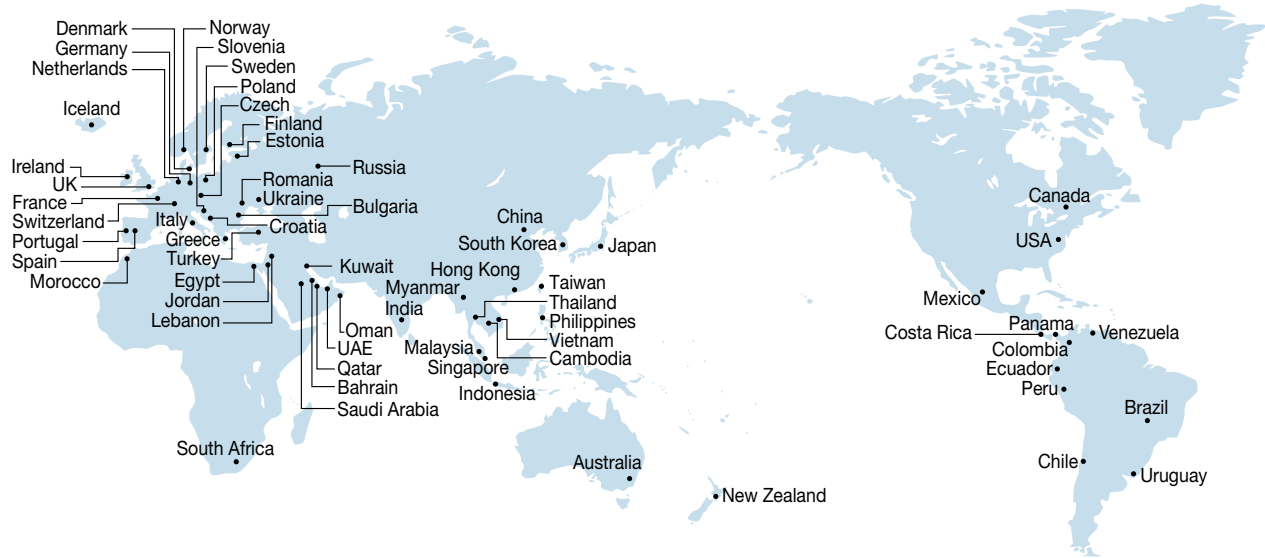 Denmark
Norway
Germany
Slovenia
Netherlands
Sweden
Poland
Czech
Iceland
Finland
Estonia
Ireland
Russia
UK
Romania
France
Ukraine
Bulgaria
Switzerland
Italy
Croatia
Portugal
Greece
Spain
Turkey
Morocco
Egypt
Kuwait
Jordan
Lebanon
Oman
UAE
Qatar
Bahrain
Saudi Arabia
South Africa
China
South Korea
Japan
Hong Kong
Myanmar
Taiwan
India
Thailand
Philippines
Vietnam
Malaysia
Cambodia
Singapore
Indonesia
Australia
New Zealand
Canada
USA
Mexico
Costa Rica
Panama
Venezuela
Colombia
Ecuador
Peru
Brazil
Chile
Uruguay